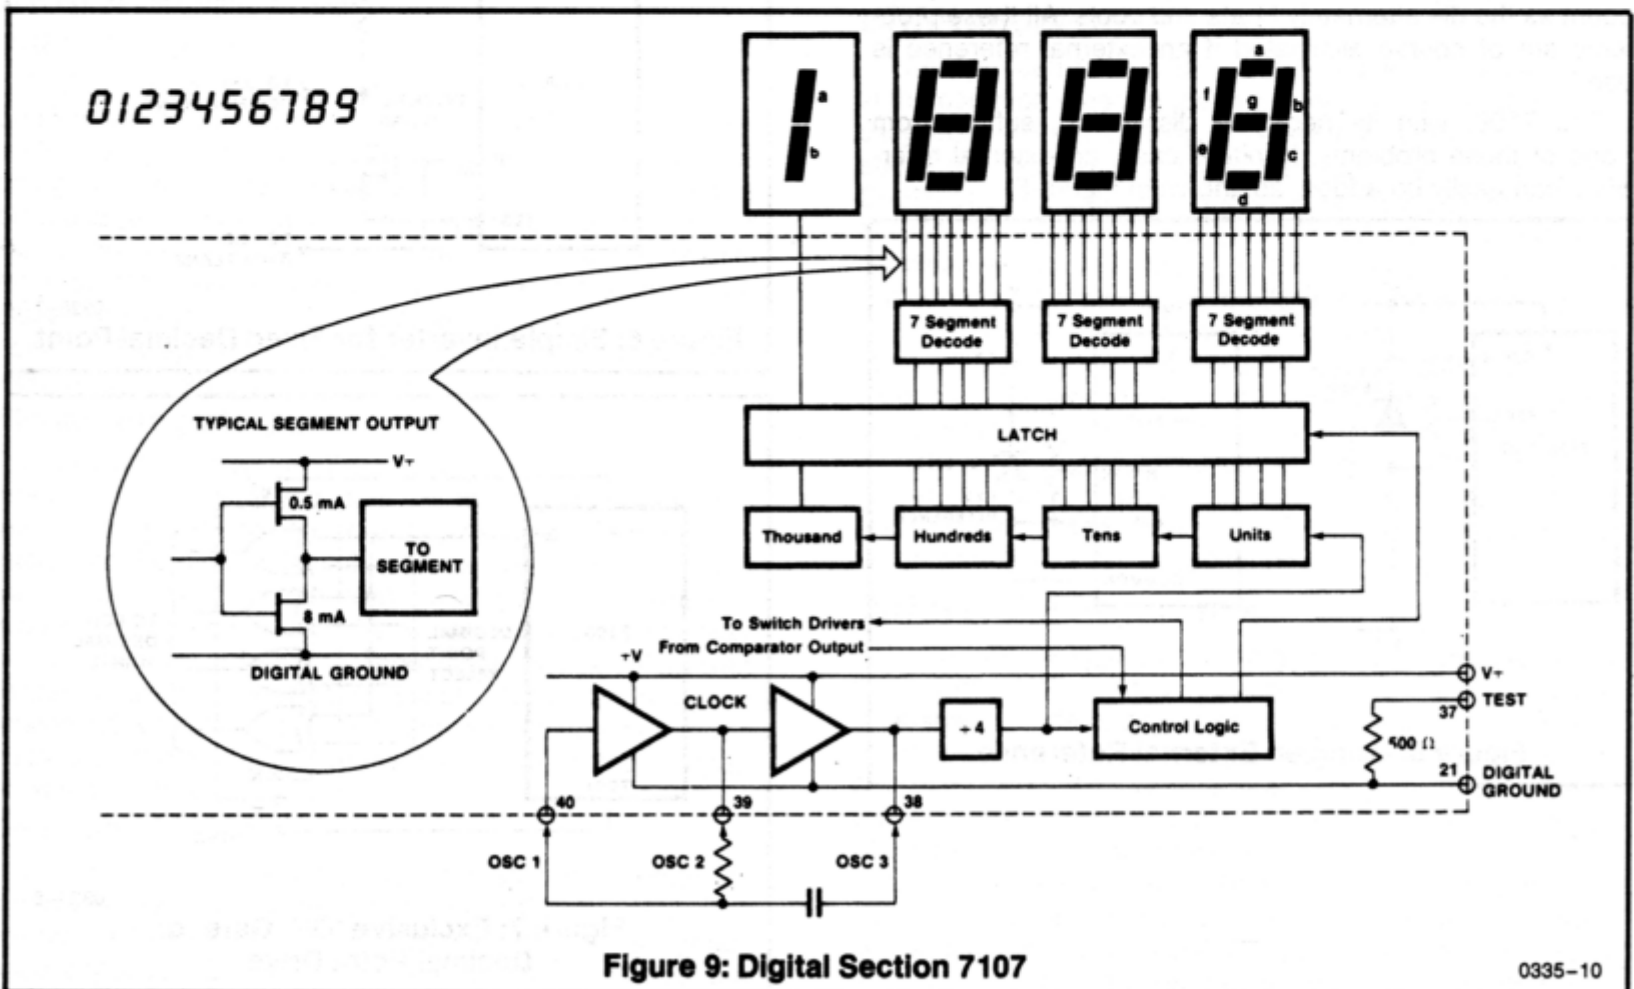 0123456789
a
b
a
f
g
b
e
c
d
7 Segment
Decode
7 Segment
Decode
7 Segment
Decode
TYPICAL SEGMENT OUTPUT
V+
0.5 mA
TO
SEGMENT
8 mA
DIGITAL GROUND
LATCH
Thousand
Hundreds
Tens
Units
To Switch Drivers
From Comparator Output
+V
CLOCK
÷ 4
Control Logic
V+
TEST
37
500 Ω
21
DIGITAL
GROUND
40
39
38
OSC 1
OSC 2
OSC 3
Figure 9: Digital Section 7107
0335–10